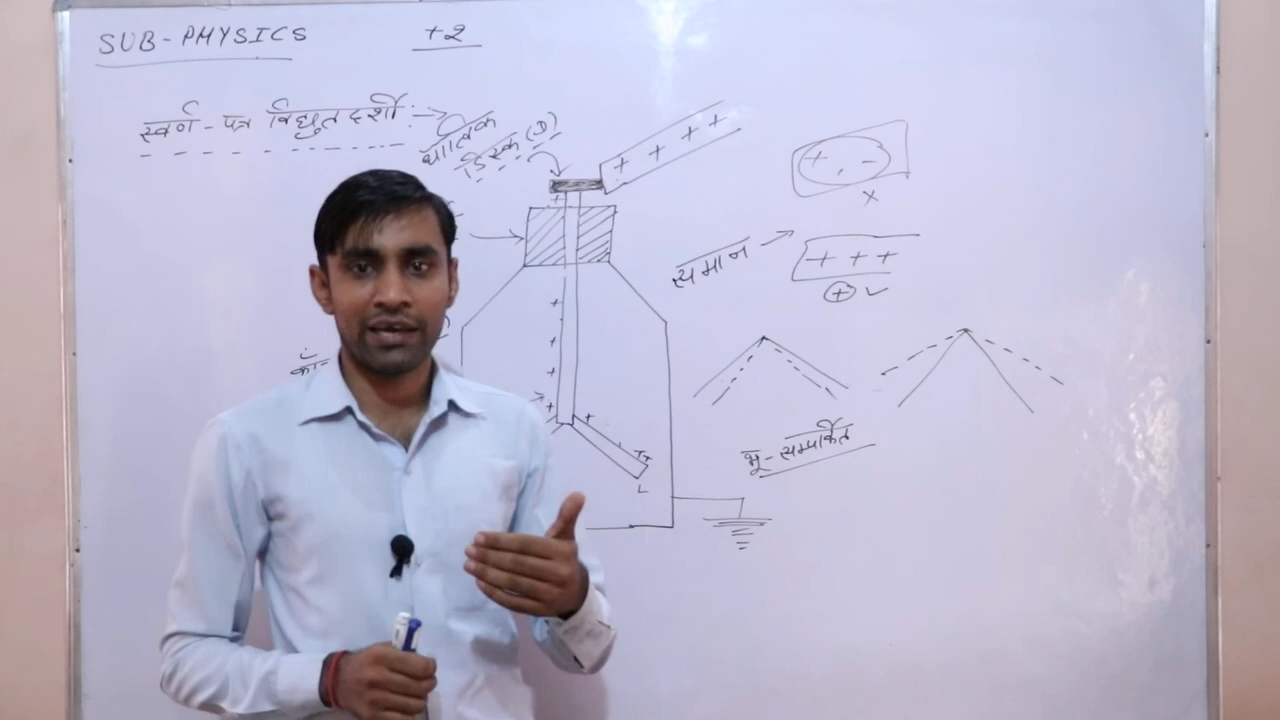 SUB-PHYSICS +2
स्वर्ण-पत्र विद्युतदर्शी :→
धात्विक
डिस्क (D)
+ + + +
+ , -
x
समान →
+ + +
⊕ ✓
भू-सम्पर्कित
L